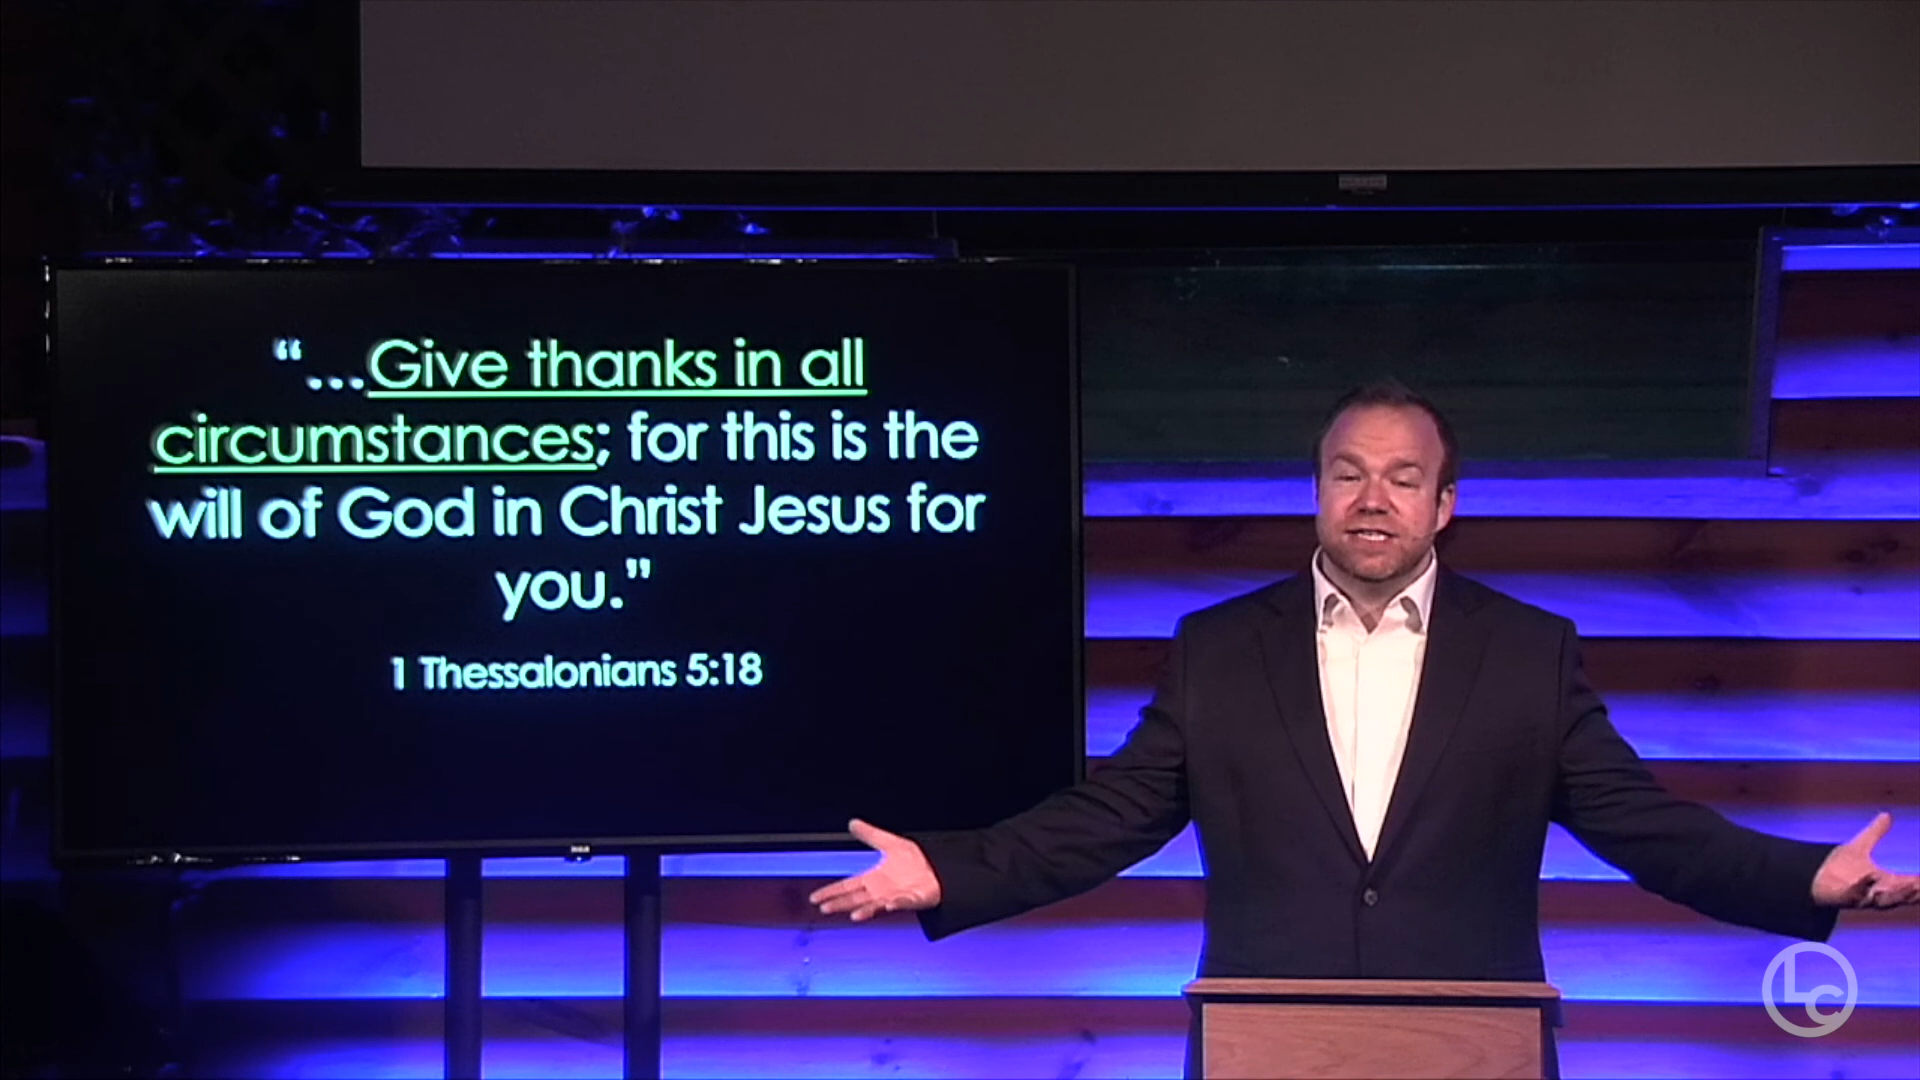 “...Give thanks in all
circumstances; for this is the
will of God in Christ Jesus for
you.”
1 Thessalonians 5:18
LC